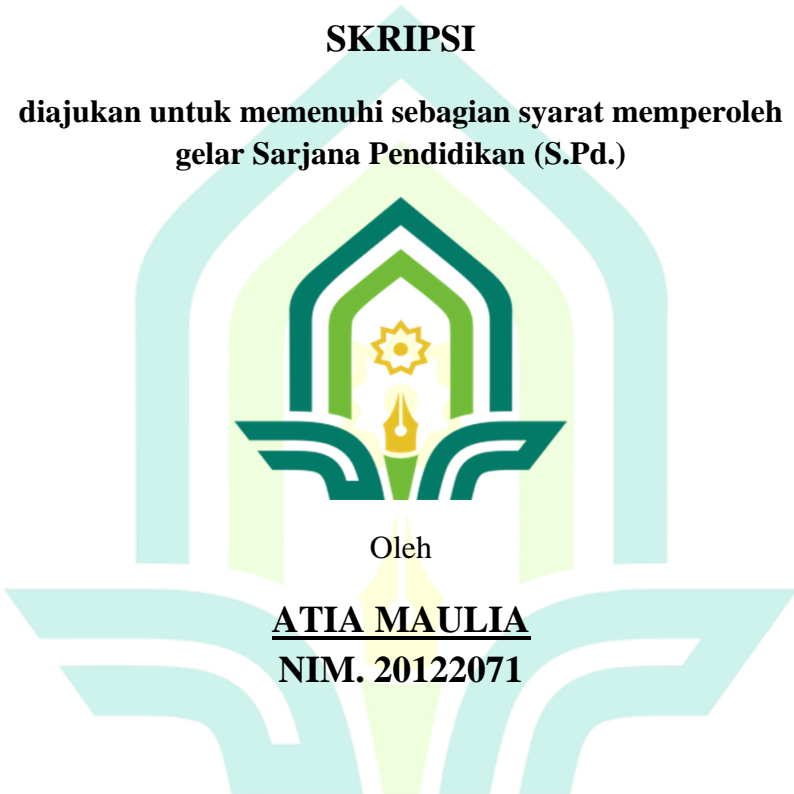 SKRIPSI
diajukan untuk memenuhi sebagian syarat memperoleh
gelar Sarjana Pendidikan (S.Pd.)
Oleh
ATIA MAULIA
NIM. 20122071